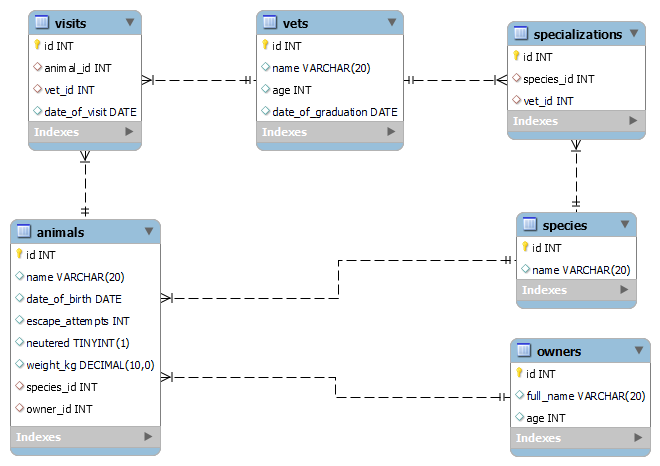 visits
id INT
animal_id INT
vet_id INT
date_of_visit DATE
Indexes
vets
id INT
name VARCHAR(20)
age INT
date_of_graduation DATE
Indexes
specializations
id INT
species_id INT
vet_id INT
Indexes
animals
id INT
name VARCHAR(20)
date_of_birth DATE
escape_attempts INT
neutered TINYINT(1)
weight_kg DECIMAL(10,0)
species_id INT
owner_id INT
Indexes
species
id INT
name VARCHAR(20)
Indexes
owners
id INT
full_name VARCHAR(20)
age INT
Indexes